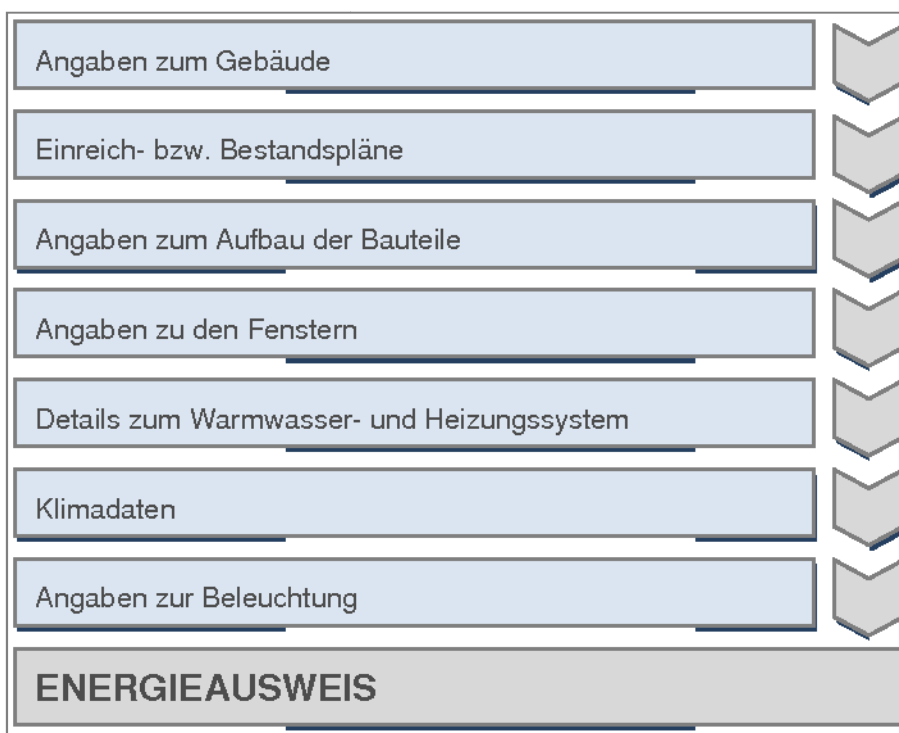 Angaben zum Gebäude
Einreich- bzw. Bestandspläne
Angaben zum Aufbau der Bauteile
Angaben zu den Fenstern
Details zum Warmwasser- und Heizungssystem
Klimadaten
Angaben zur Beleuchtung
ENERGIEAUSWEIS